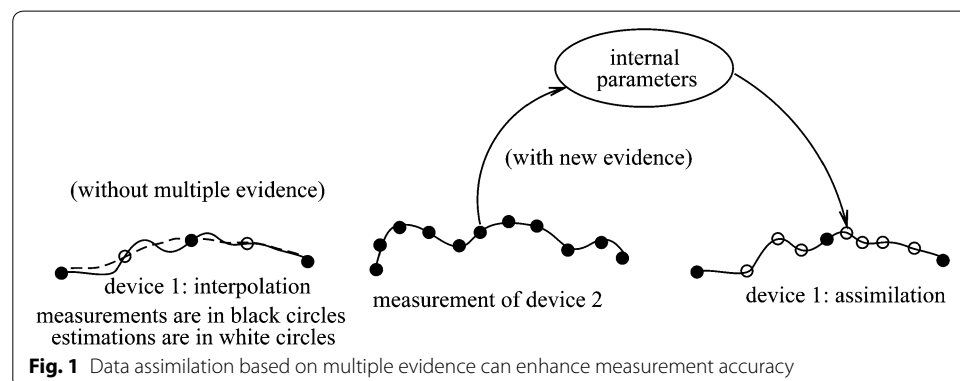 internal
parameters
(with new evidence)
(without multiple evidence)
device 1: interpolation
measurements are in black circles
estimations are in white circles
measurement of device 2
device 1: assimilation
Fig. 1 Data assimilation based on multiple evidence can enhance measurement accuracy